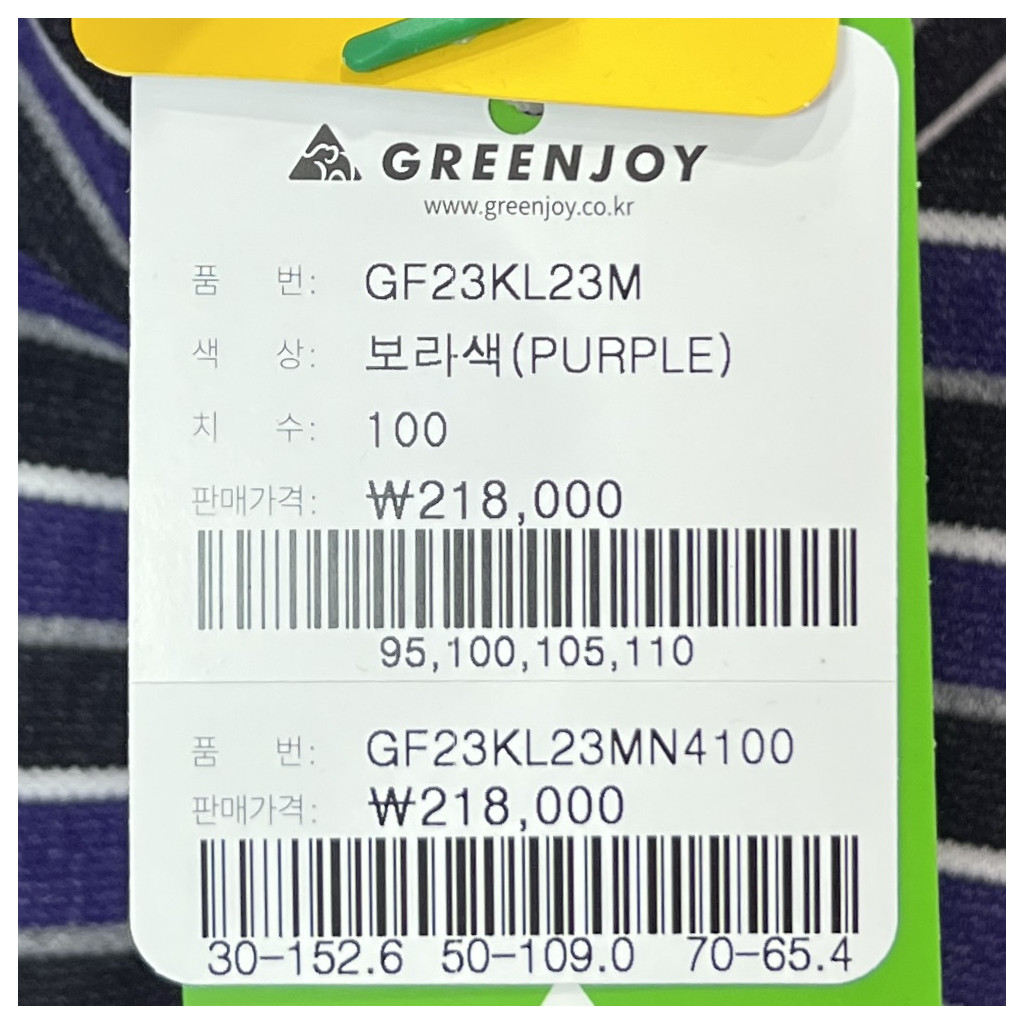 GREENJOY
www.greenjoy.co.kr
품 번: GF23KL23M
색 상: 보라색(PURPLE)
치 수: 100
판매가격: ₩218,000
95,100,105,110
품 번: GF23KL23MN4100
판매가격: ₩218,000
30-152.6 50-109.0 70-65.4